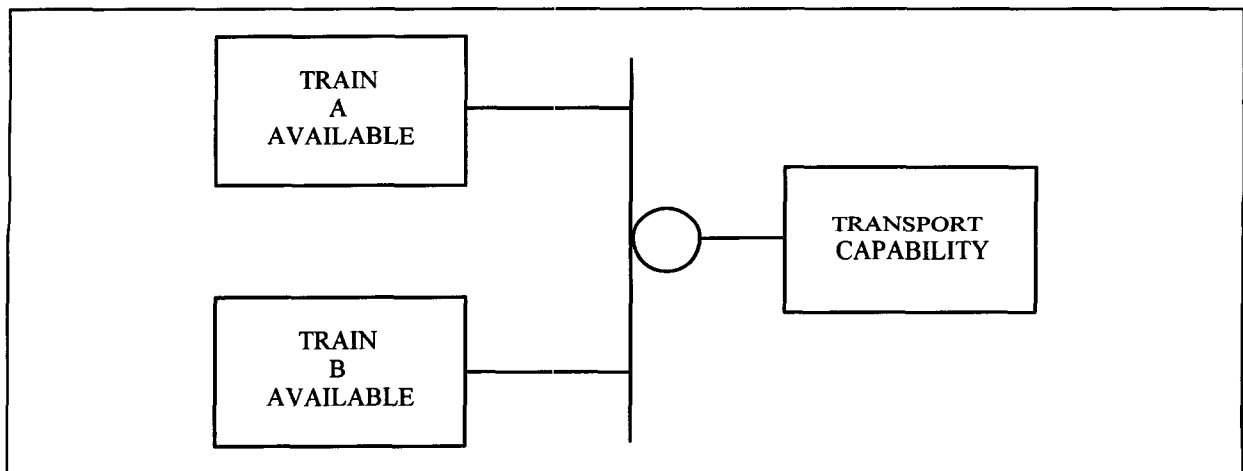 TRAIN
A
AVAILABLE
TRANSPORT
CAPABILITY
TRAIN
B
AVAILABLE